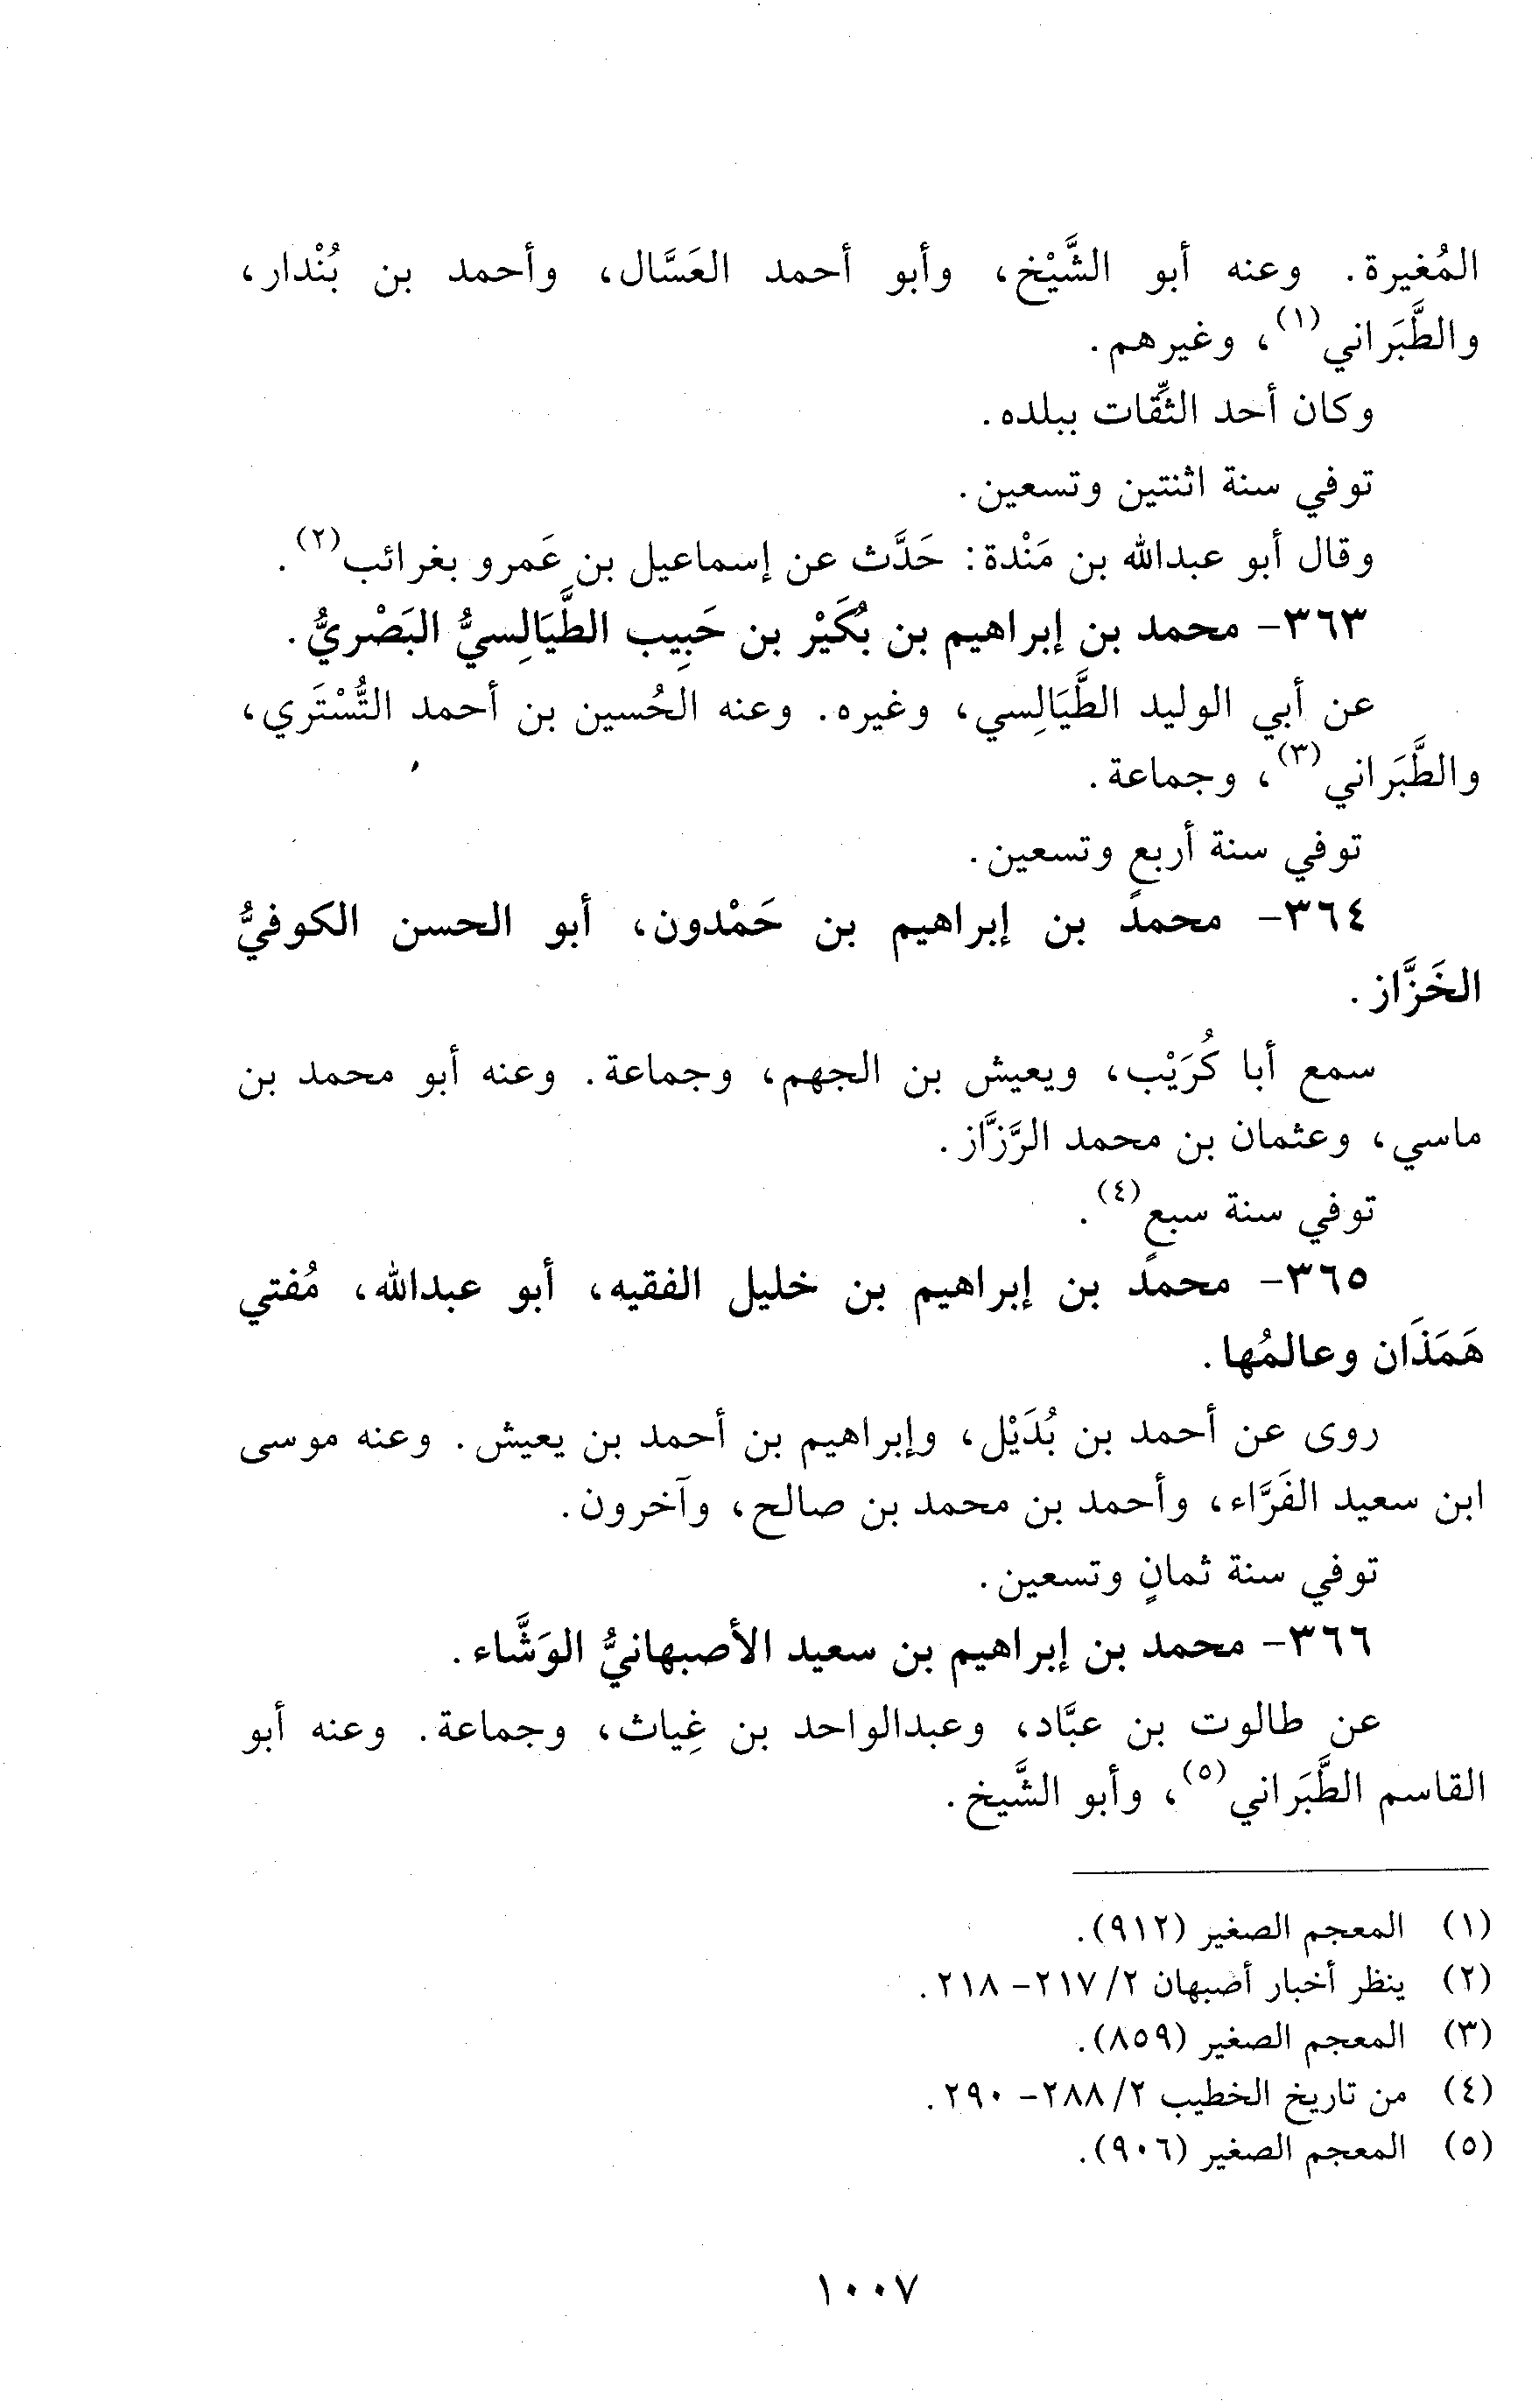 المُغيرة. وعنه أبو الشَّيْخ، وأبو أحمد العَسَّال، وأحمد بن بُنْدار،
والطَّبَراني(١)، وغيرهم.
وكان أحد الثِّقات ببلده.
توفي سنة اثنتين وتسعين.
وقال أبو عبدالله بن مَنْدة: حَدَّث عن إسماعيل بن عَمرو بغرائب(٢).
٣٦٣- محمد بن إبراهيم بن بُكَيْر بن حَبِيب الطَّيَالِسيُّ البَصْريُّ.
عن أبي الوليد الطَّيَالِسي، وغيره. وعنه الحُسين بن أحمد التُّسْتَري،
والطَّبَراني(٣)، وجماعة.
توفي سنة أربع وتسعين.
٣٦٤- محمد بن إبراهيم بن حَمْدون، أبو الحسن الكوفيُّ
الخَزَّاز.
سمع أبا كُرَيْب، ويعيش بن الجهم، وجماعة. وعنه أبو محمد بن
ماسي، وعثمان بن محمد الرَّزَّاز.
توفي سنة سبعٍ(٤).
٣٦٥- محمد بن إبراهيم بن خليل الفقيه، أبو عبدالله، مُفتي
هَمَذَان وعالمُها.
روى عن أحمد بن بُدَيْل، وإبراهيم بن أحمد بن يعيش. وعنه موسى
ابن سعيد الفَرَّاء، وأحمد بن محمد بن صالح، وآخرون.
توفي سنة ثمانٍ وتسعين.
٣٦٦- محمد بن إبراهيم بن سعيد الأصبهانيُّ الوَشَّاء.
عن طالوت بن عبَّاد، وعبدالواحد بن غِياث، وجماعة. وعنه أبو
القاسم الطَّبَراني(٥)، وأبو الشَّيخ.
(١) المعجم الصغير (٩١٢).
(٢) ينظر أخبار أصبهان ٢/ ٢١٧- ٢١٨.
(٣) المعجم الصغير (٨٥٩).
(٤) من تاريخ الخطيب ٢/ ٢٨٨- ٢٩٠.
(٥) المعجم الصغير (٩٠٦).
١٠٠٧